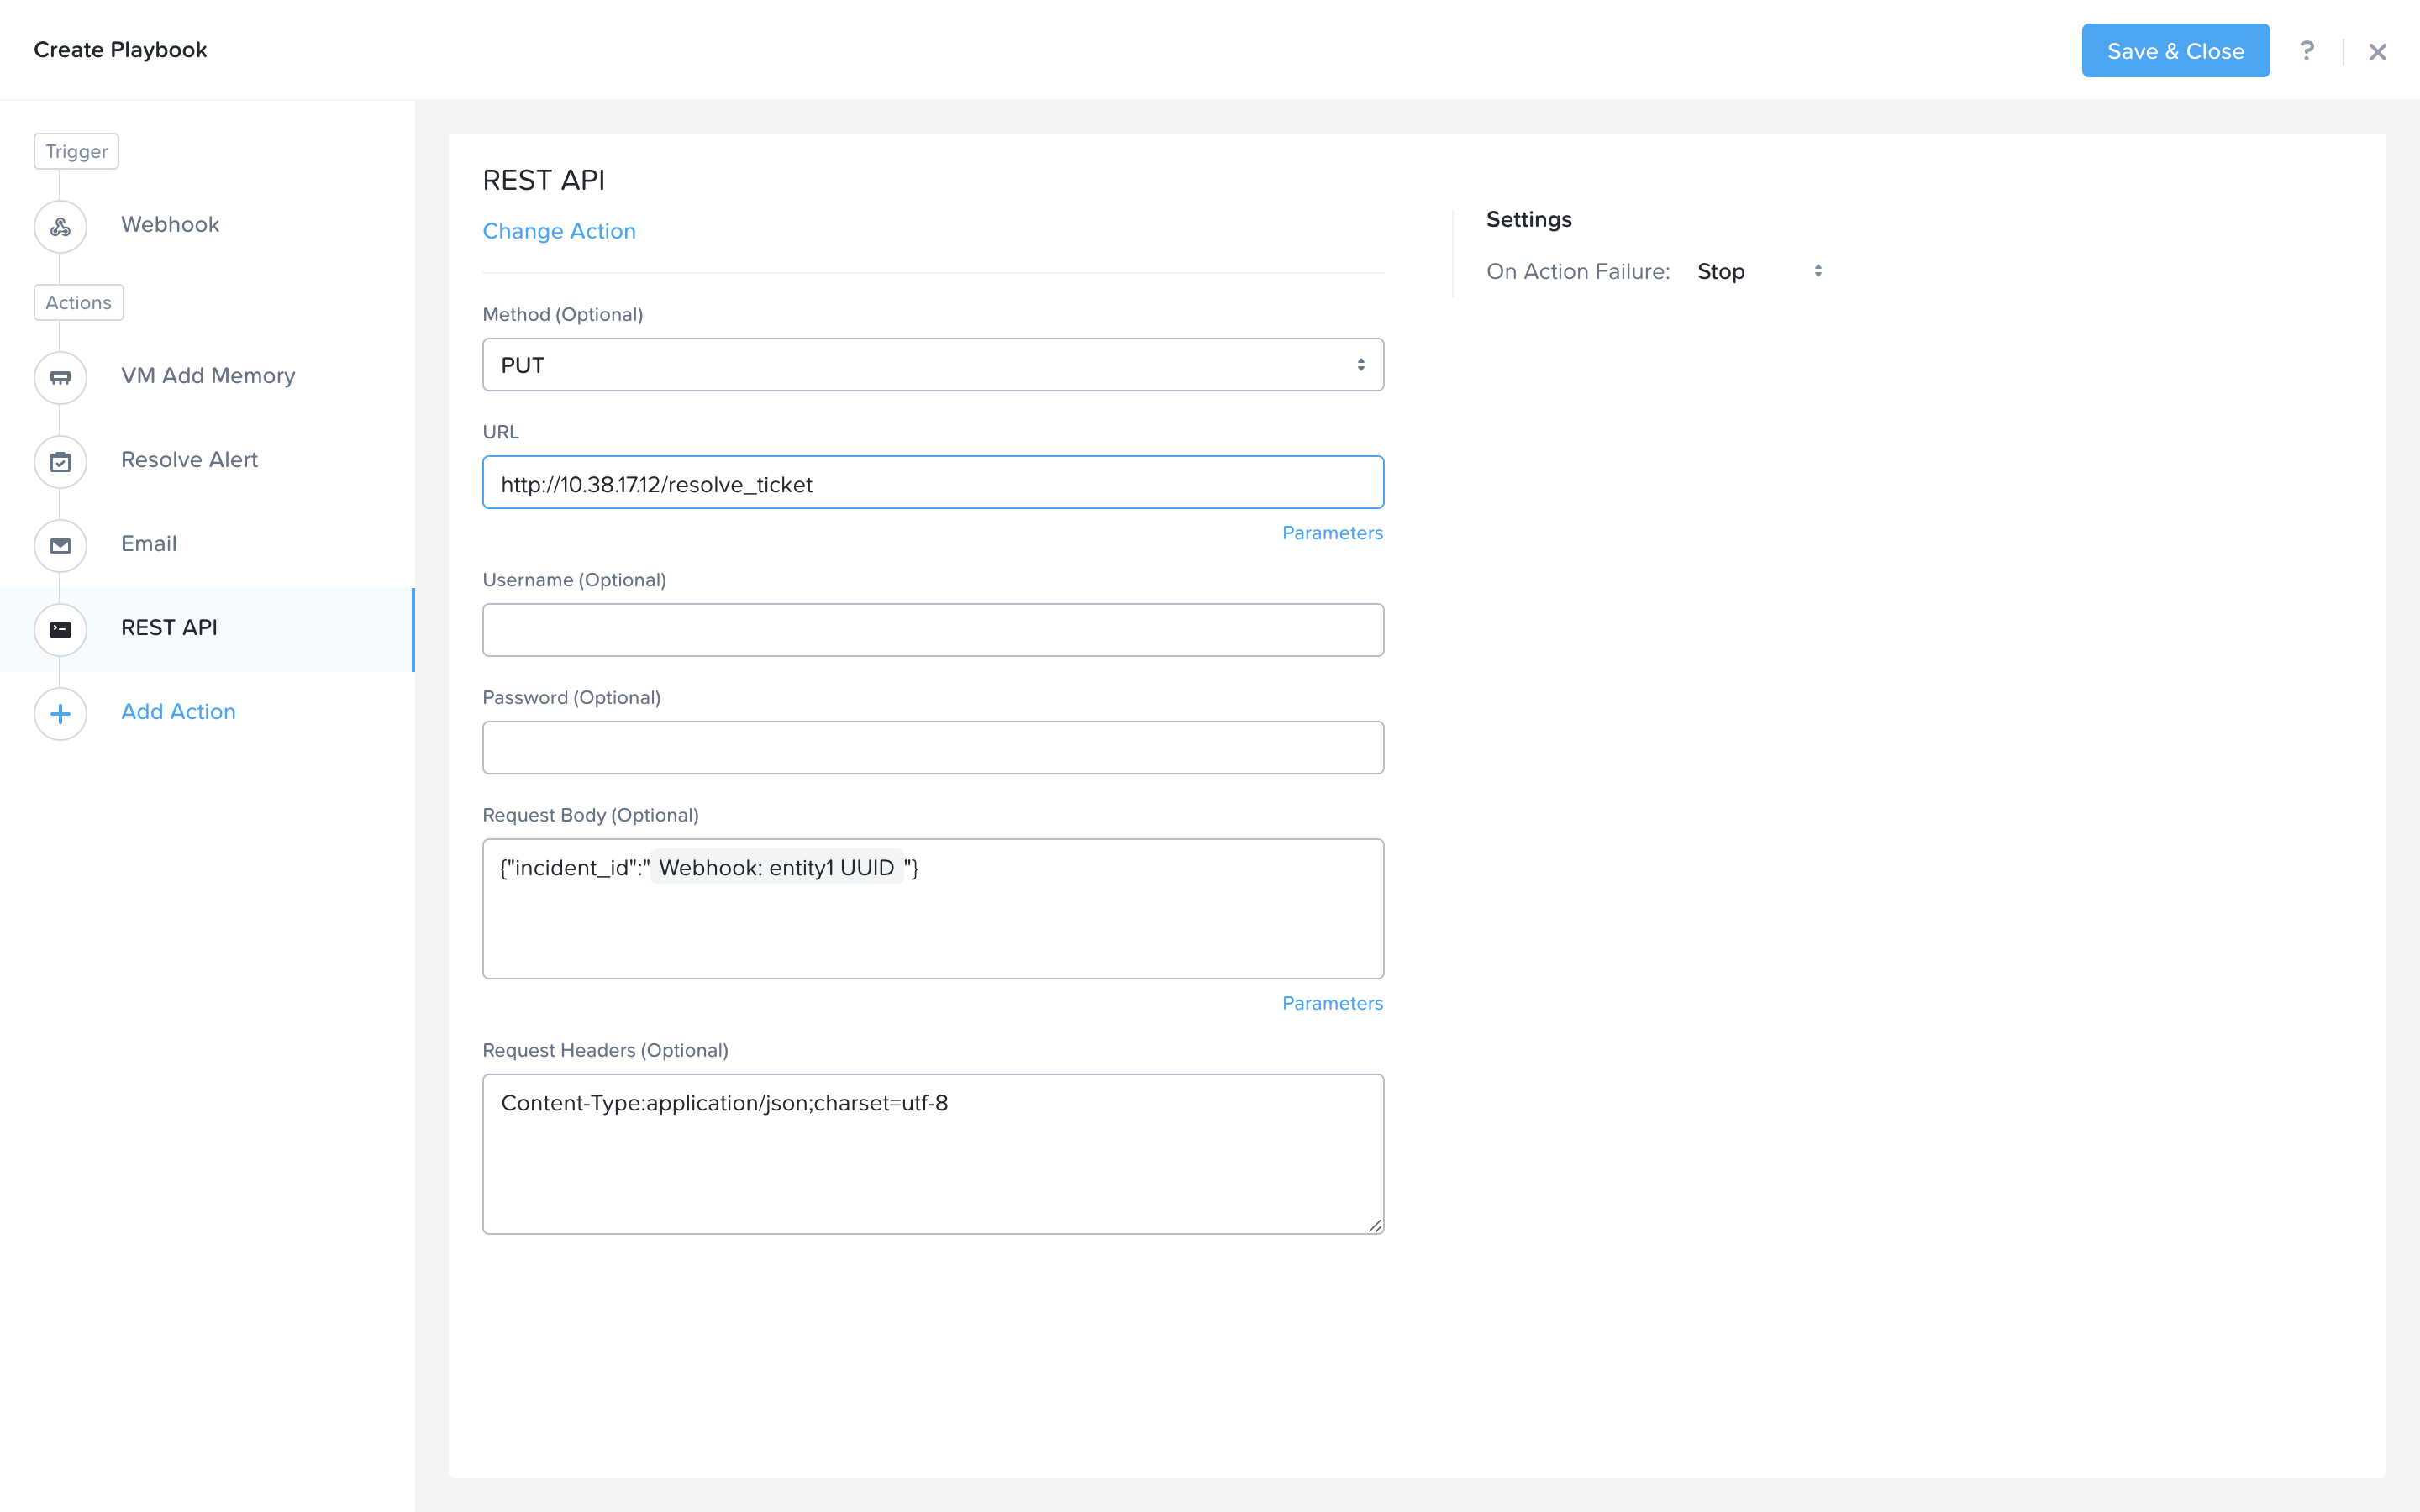 Create Playbook
Save & Close
?
Trigger
Webhook
Actions
VM Add Memory
Resolve Alert
Email
REST API
Add Action
REST API
Change Action
Method (Optional)
PUT
URL
http://10.38.17.12/resolve_ticket
Parameters
Username (Optional)
Password (Optional)
Request Body (Optional)
{"incident_id":" Webhook: entity1 UUID "}
Parameters
Request Headers (Optional)
Content-Type:application/json;charset=utf-8
Settings
On Action Failure: Stop